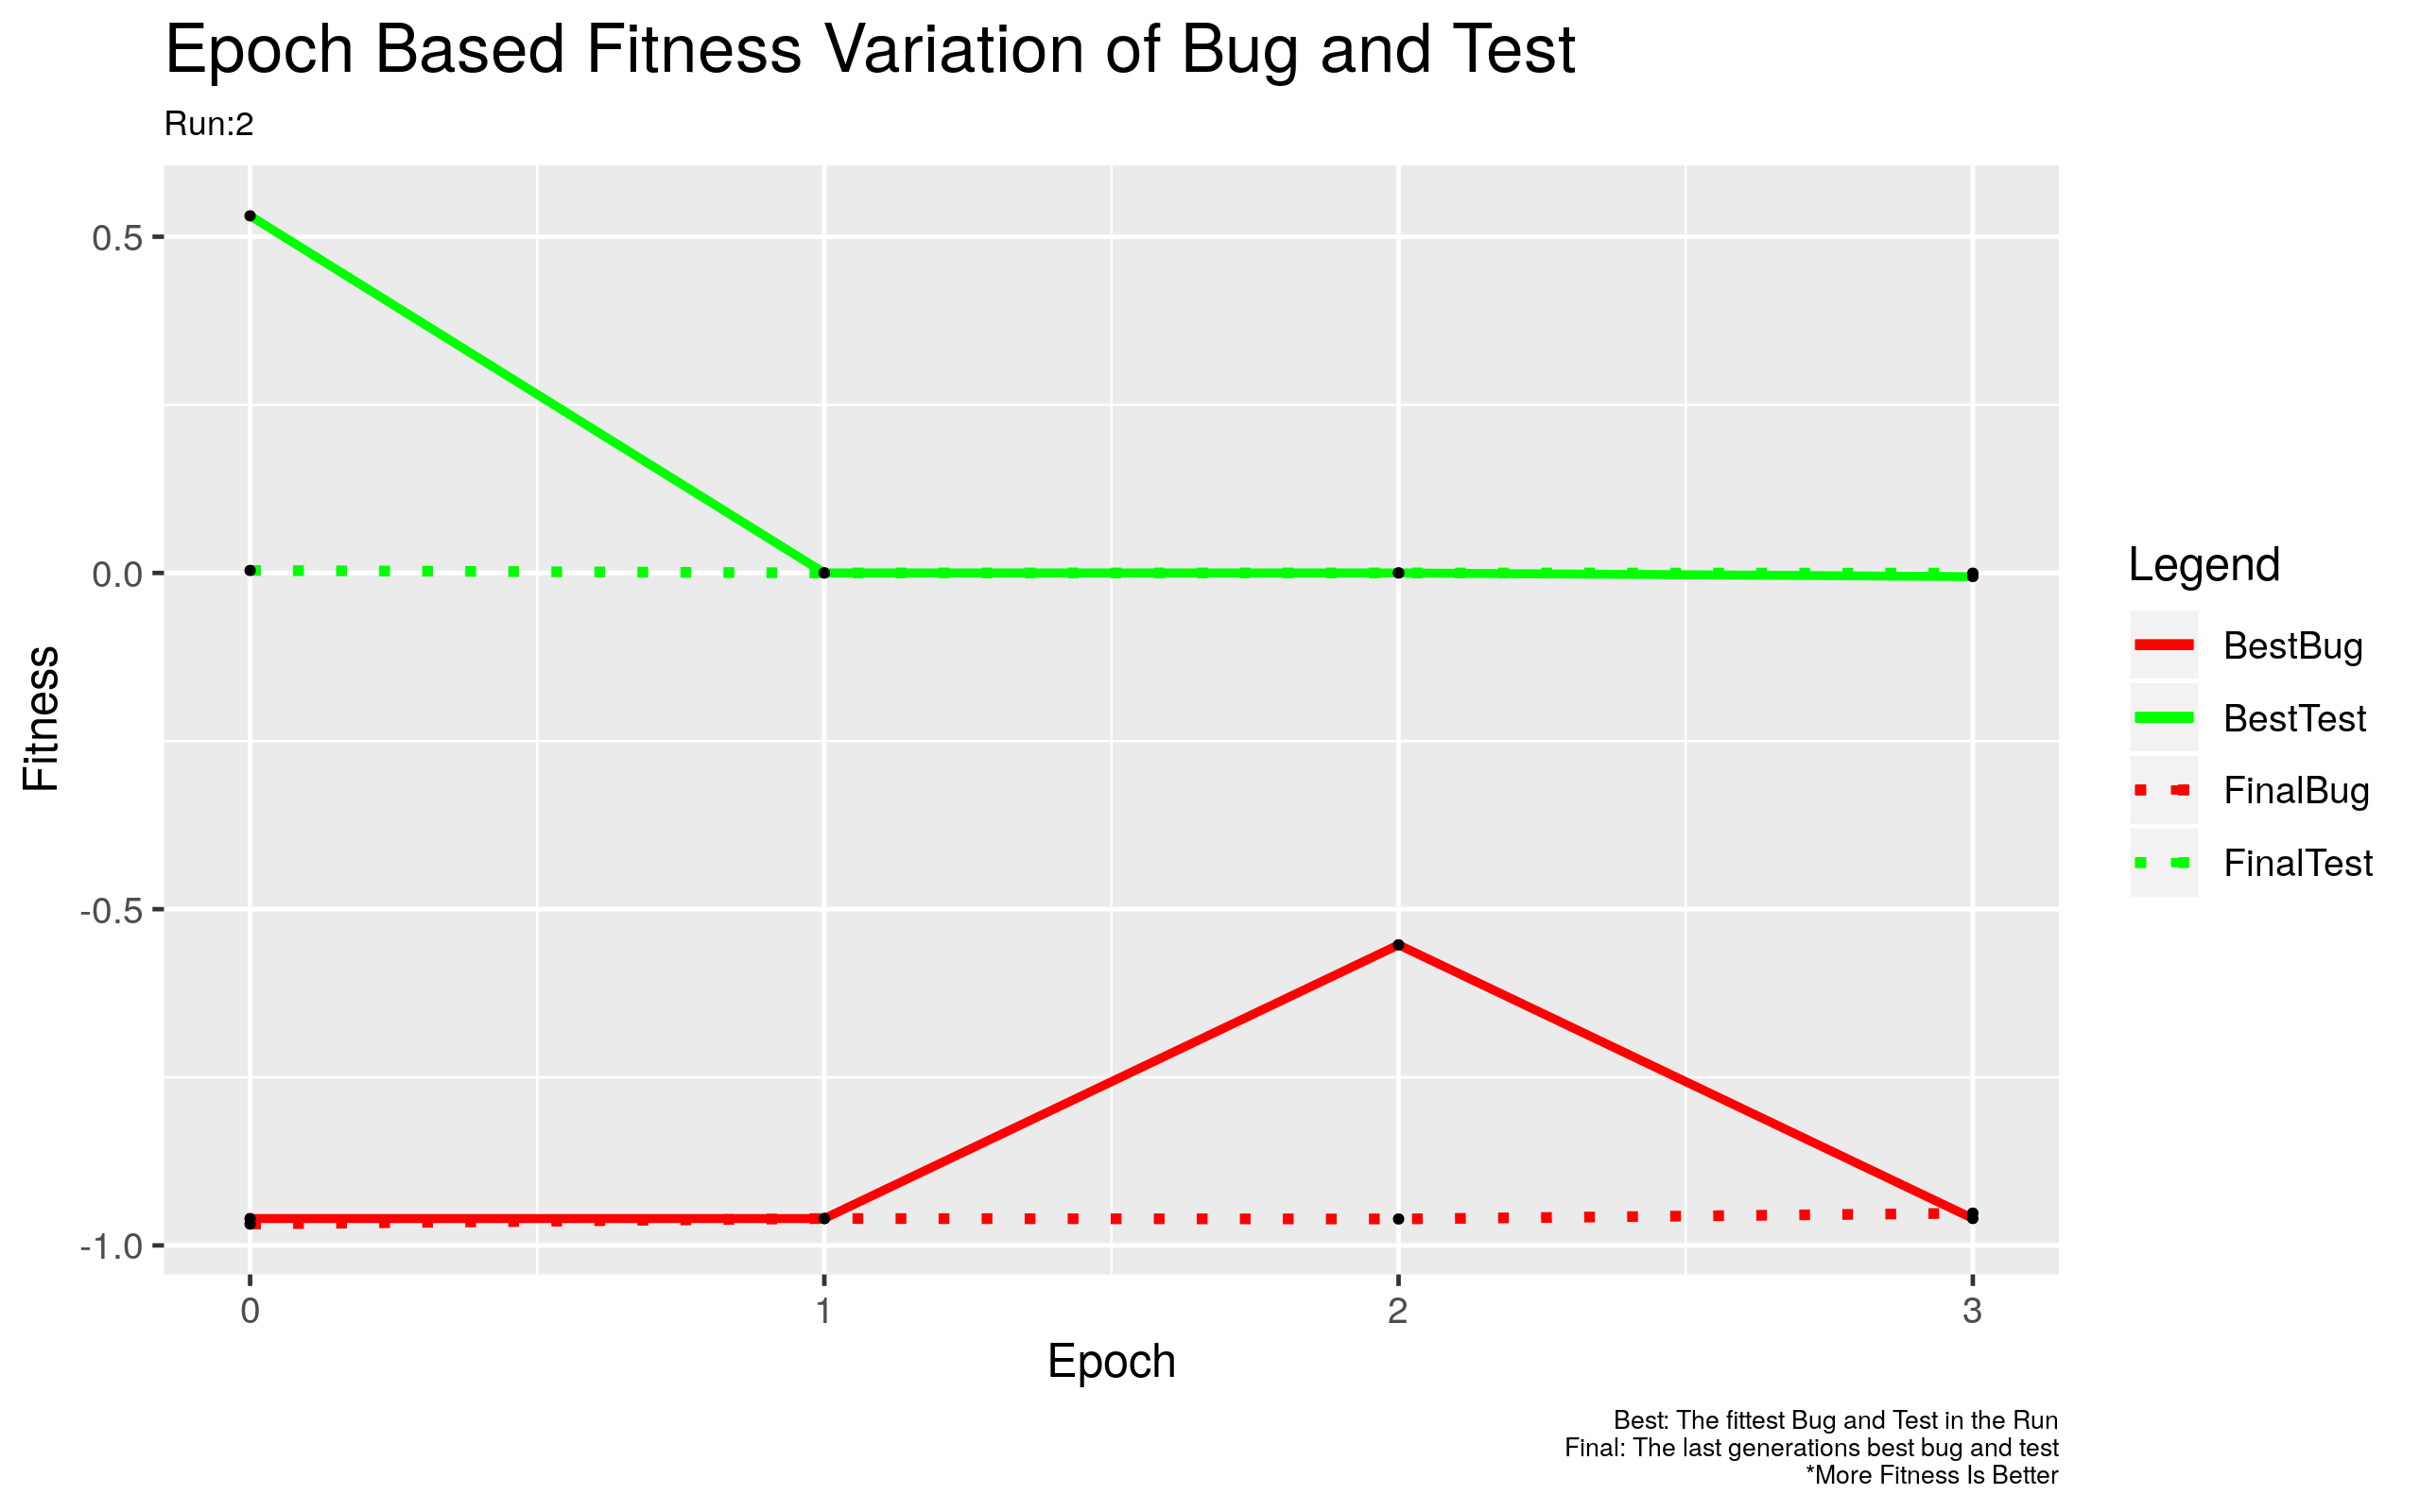 Epoch Based Fitness Variation of Bug and Test
Run:2
Fitness
0.5
0.0
-0.5
-1.0
0 1 2 3
Epoch
Legend
BestBug
BestTest
FinalBug
FinalTest
Best: The fittest Bug and Test in the Run
Final: The last generations best bug and test
*More Fitness Is Better